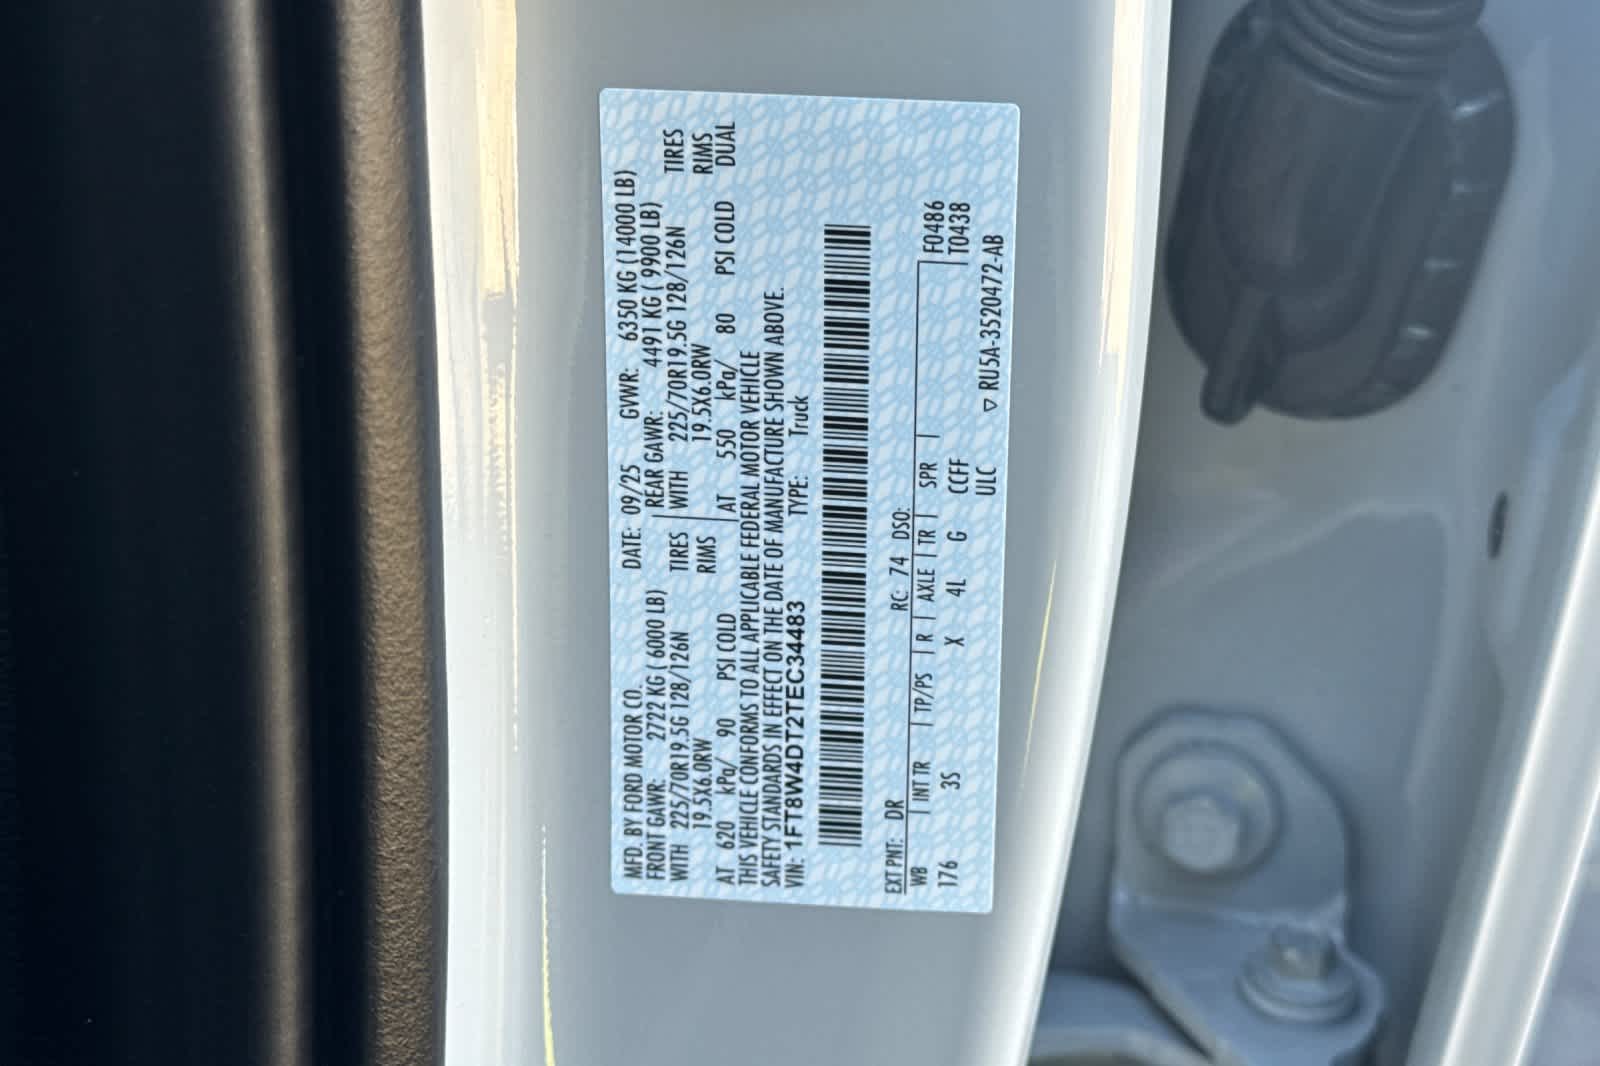 MFD. BY FORD MOTOR CO. DATE: 09/25 GVWR: 6350 KG (14000 LB)
FRONT GAWR: 2722 KG ( 6000 LB) REAR GAWR: 4491 KG ( 9900 LB)
WITH 225/70R19.5G 128/126N TIRES WITH 225/70R19.5G 128/126N TIRES
19.5X6.0RW RIMS 19.5X6.0RW RIMS
AT 620 kPa/ 90 PSI COLD AT 550 kPa/ 80 PSI COLD DUAL
THIS VEHICLE CONFORMS TO ALL APPLICABLE FEDERAL MOTOR VEHICLE
SAFETY STANDARDS IN EFFECT ON THE DATE OF MANUFACTURE SHOWN ABOVE.
VIN: 1FT8W4DT2TEC34483 TYPE: Truck
EXT PNT: DR RC: 74 DSO: F0486
WB INT TR TP/PS R AXLE TR SPR T0438
176 3S X 4L G CCFF
ULC ▽ RU5A-3520472-AB